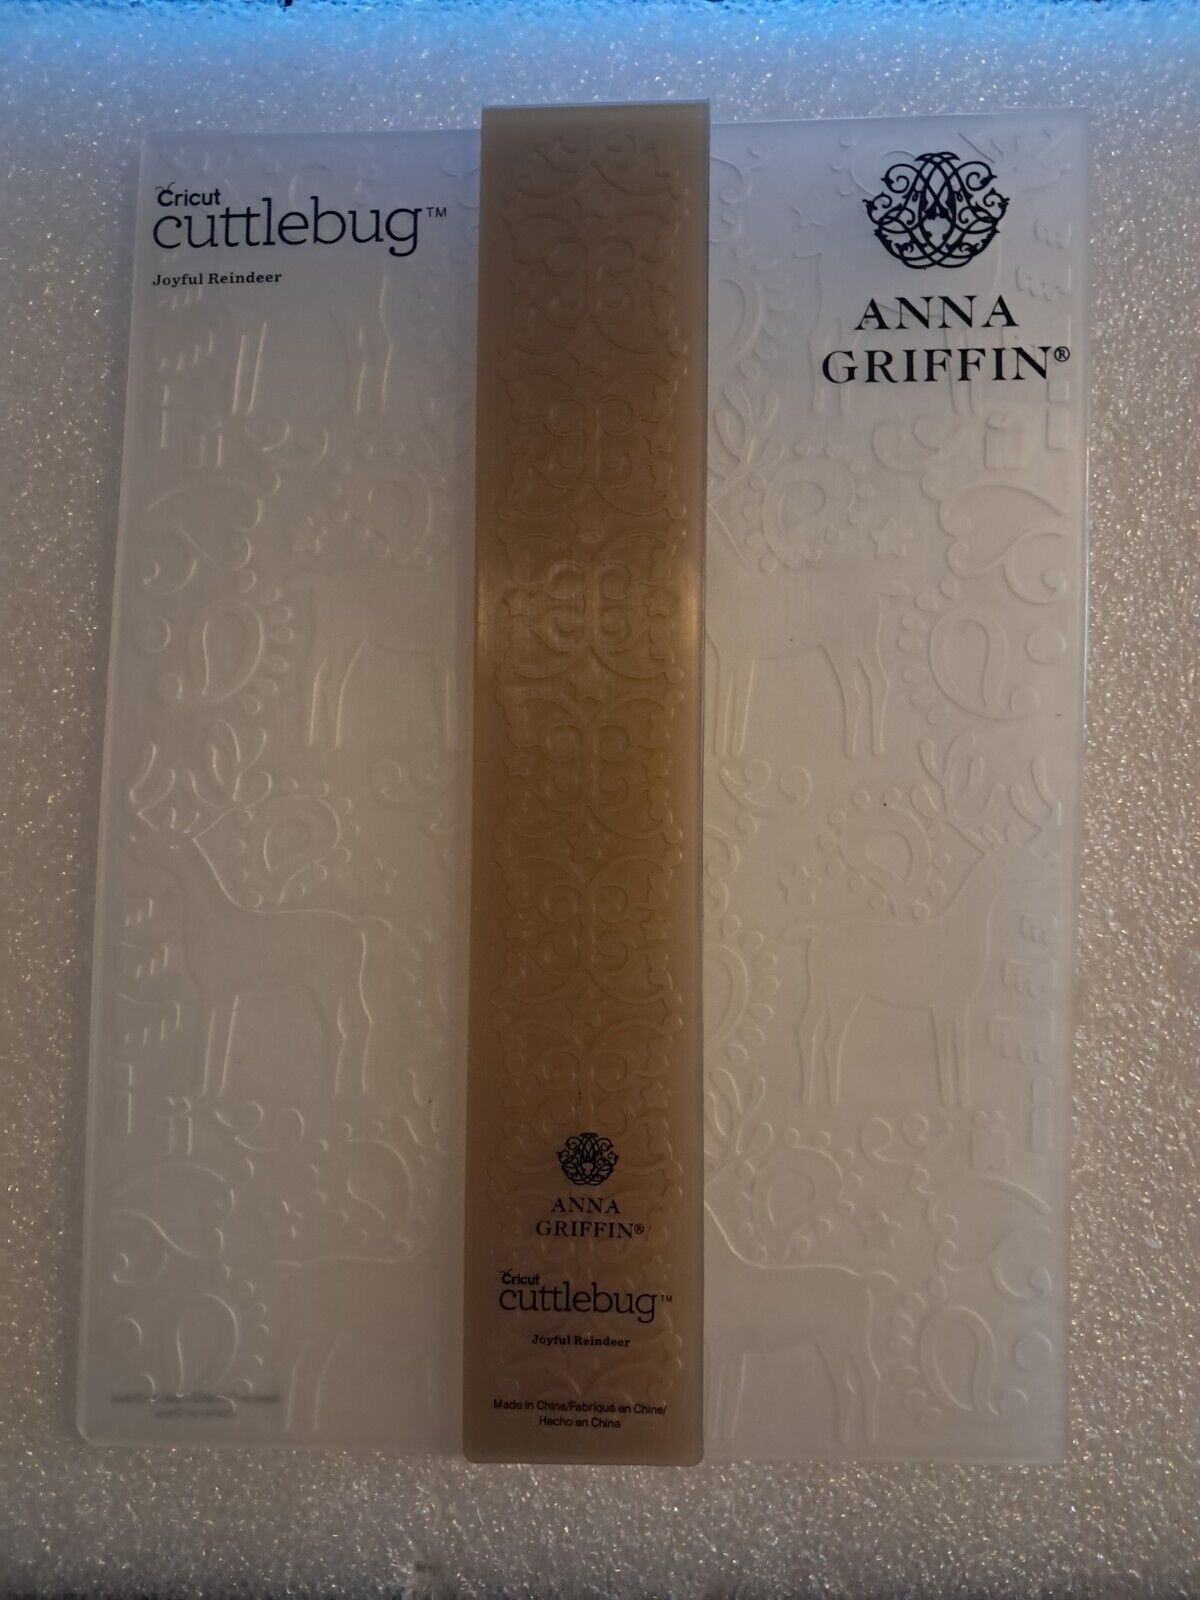 Cricut
cuttlebug™
Joyful Reindeer
ANNA
GRIFFIN®
ANNA
GRIFFIN®
Cricut
cuttlebug™
Joyful Reindeer
Made in China/Fabriqué en Chine/
Hecho en China